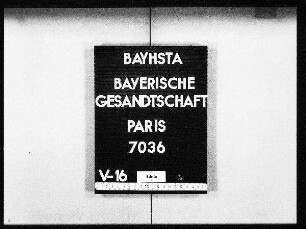 BAYHSTA
BAYERISCHE
GESANDTSCHAFT
PARIS
7036
V-16